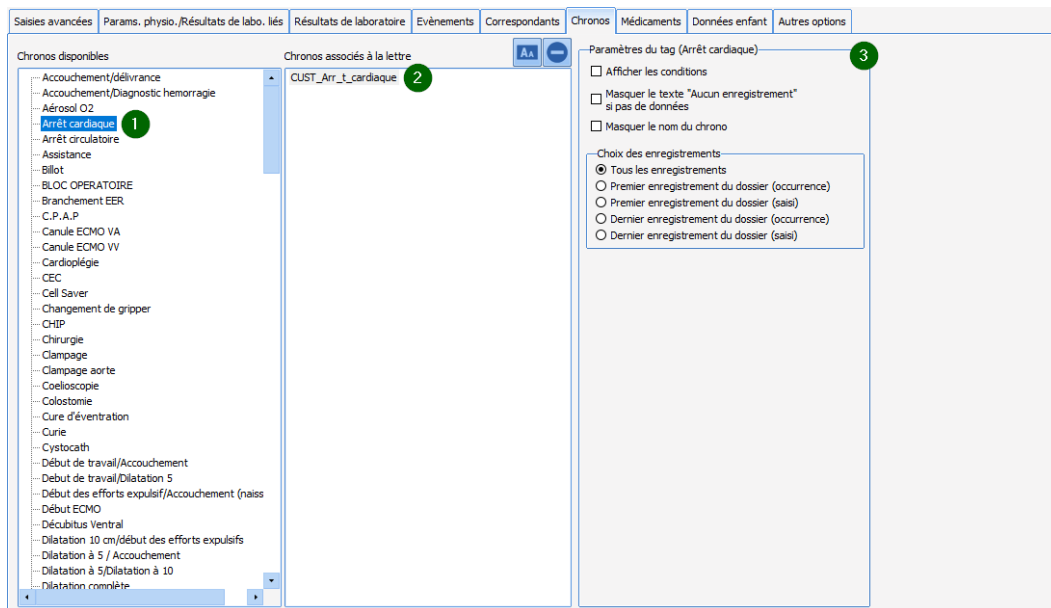 Saisies avancées
Params. physio./Résultats de labo. liés
Résultats de laboratoire
Evènements
Correspondants
Chronos
Médicaments
Données enfant
Autres options
Chronos disponibles
Accouchement/délivrance
Accouchement/Diagnostic hemorragie
Aérosol O2
Arrêt cardiaque
1
Arrêt circulatoire
Assistance
Billot
BLOC OPERATOIRE
Branchement EER
C.P.A.P
Canule ECMO VA
Canule ECMO VV
Cardioplégie
CEC
Cell Saver
Changement de gripper
CHIP
Chirurgie
Clampage
Clampage aorte
Coelioscopie
Colostomie
Cure d'éventration
Curie
Cystocath
Début de travail/Accouchement
Debut de travail/Dilatation 5
Début des efforts expulsif/Accouchement (naiss
Début ECMO
Décubitus Ventral
Dilatation 10 cm/début des efforts expulsifs
Dilatation à 5 / Accouchement
Dilatation à 5/Dilatation à 10
Dilatation complète
Chronos associés à la lettre
AA
CUST_Arr_t_cardiaque
2
Paramètres du tag (Arrêt cardiaque)
3
Afficher les conditions
Masquer le texte "Aucun enregistrement"
si pas de données
Masquer le nom du chrono
Choix des enregistrements
Tous les enregistrements
Premier enregistrement du dossier (occurrence)
Premier enregistrement du dossier (saisi)
Dernier enregistrement du dossier (occurrence)
Dernier enregistrement du dossier (saisi)